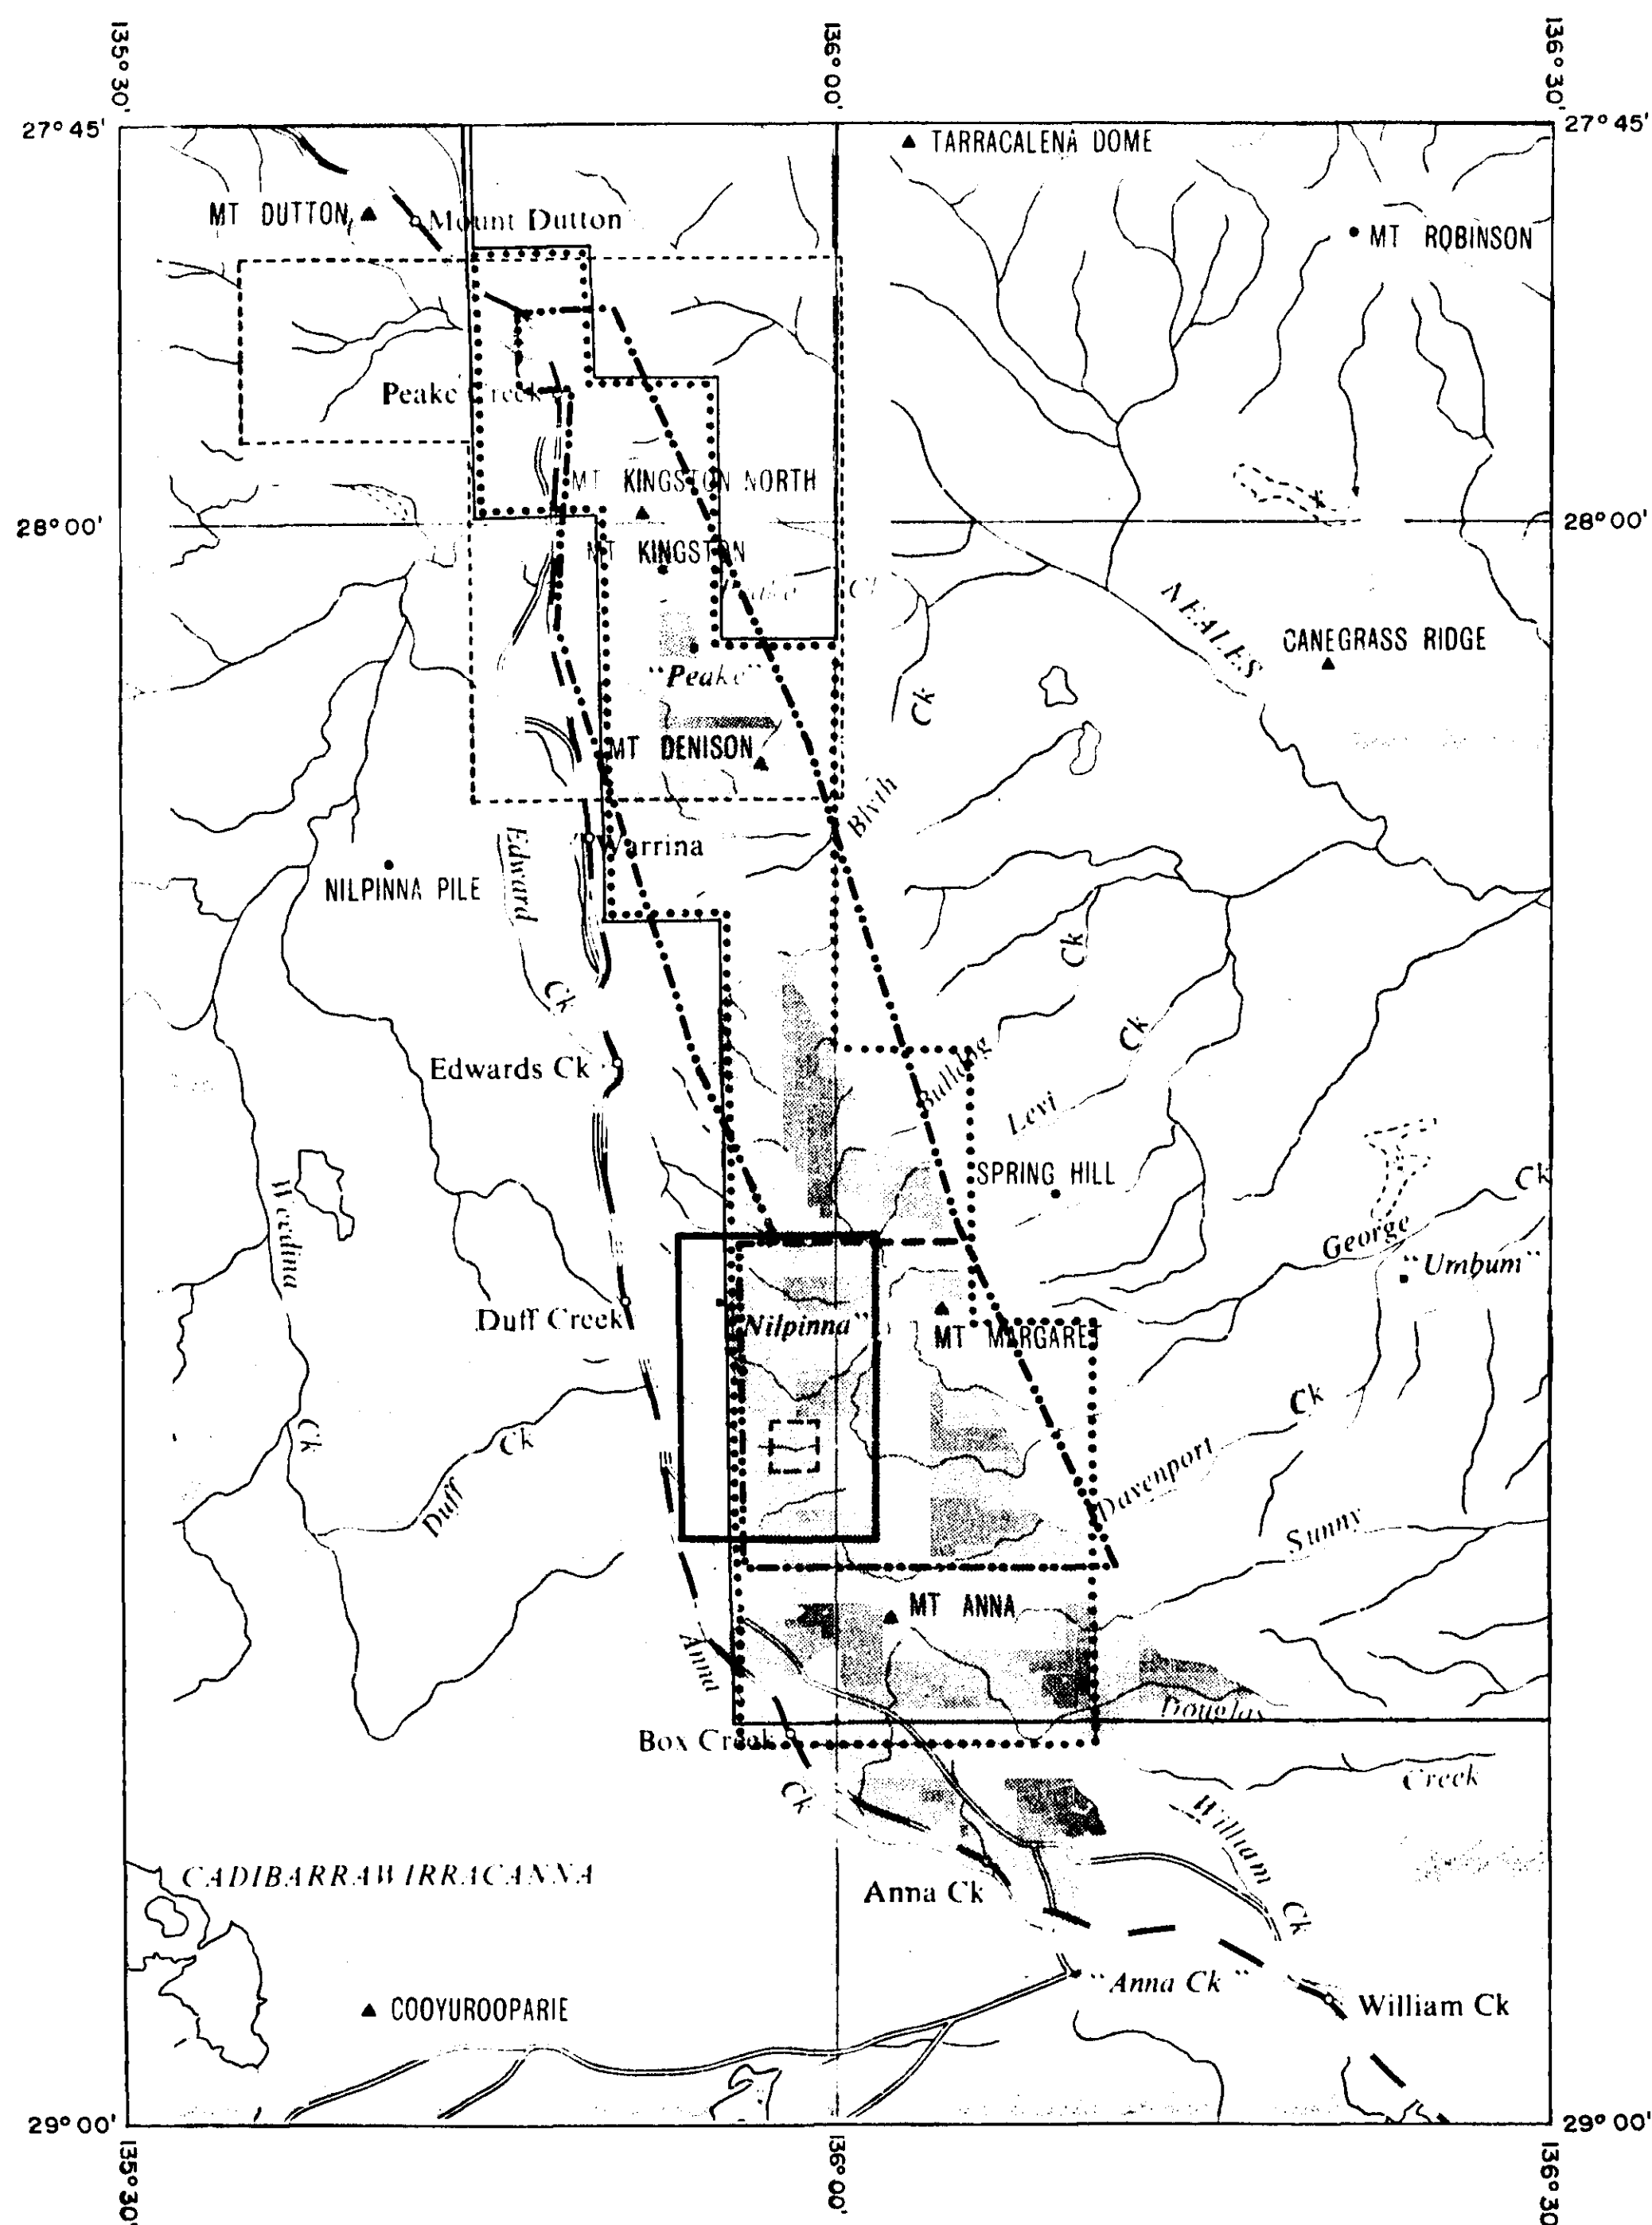 135° 30'
136° 00'
136° 30'
27° 45'
27° 45'
TARRACALENA DOME
MT DUTTON
Mount Dutton
MT ROBINSON
Peake Creek
MT KINGSTON NORTH
28° 00'
28° 00'
MT KINGSTON
Peake Ck
NEALES
CANEGRASS RIDGE
"Peake"
Ck
MT DENISON
Blyth
Edward
Warrina
NILPINNA PILE
Ck
Ck
Ck
Edwards Ck
Bulldog
Levi
SPRING HILL
Ck
Weedina
George
"Umbum"
Duff Creek
"Nilpinna"
MT MARGARET
Ck
Ck
Ck
Duff
Davenport
Sunny
MT ANNA
Anna
Douglas
Box Creek
Creek
Ck
William
CADIBARRAWIRRACANNA
Anna Ck
Ck
"Anna Ck"
COOYUROOPARIE
William Ck
29° 00'
29° 00'
135° 30'
136° 00'
136° 30'